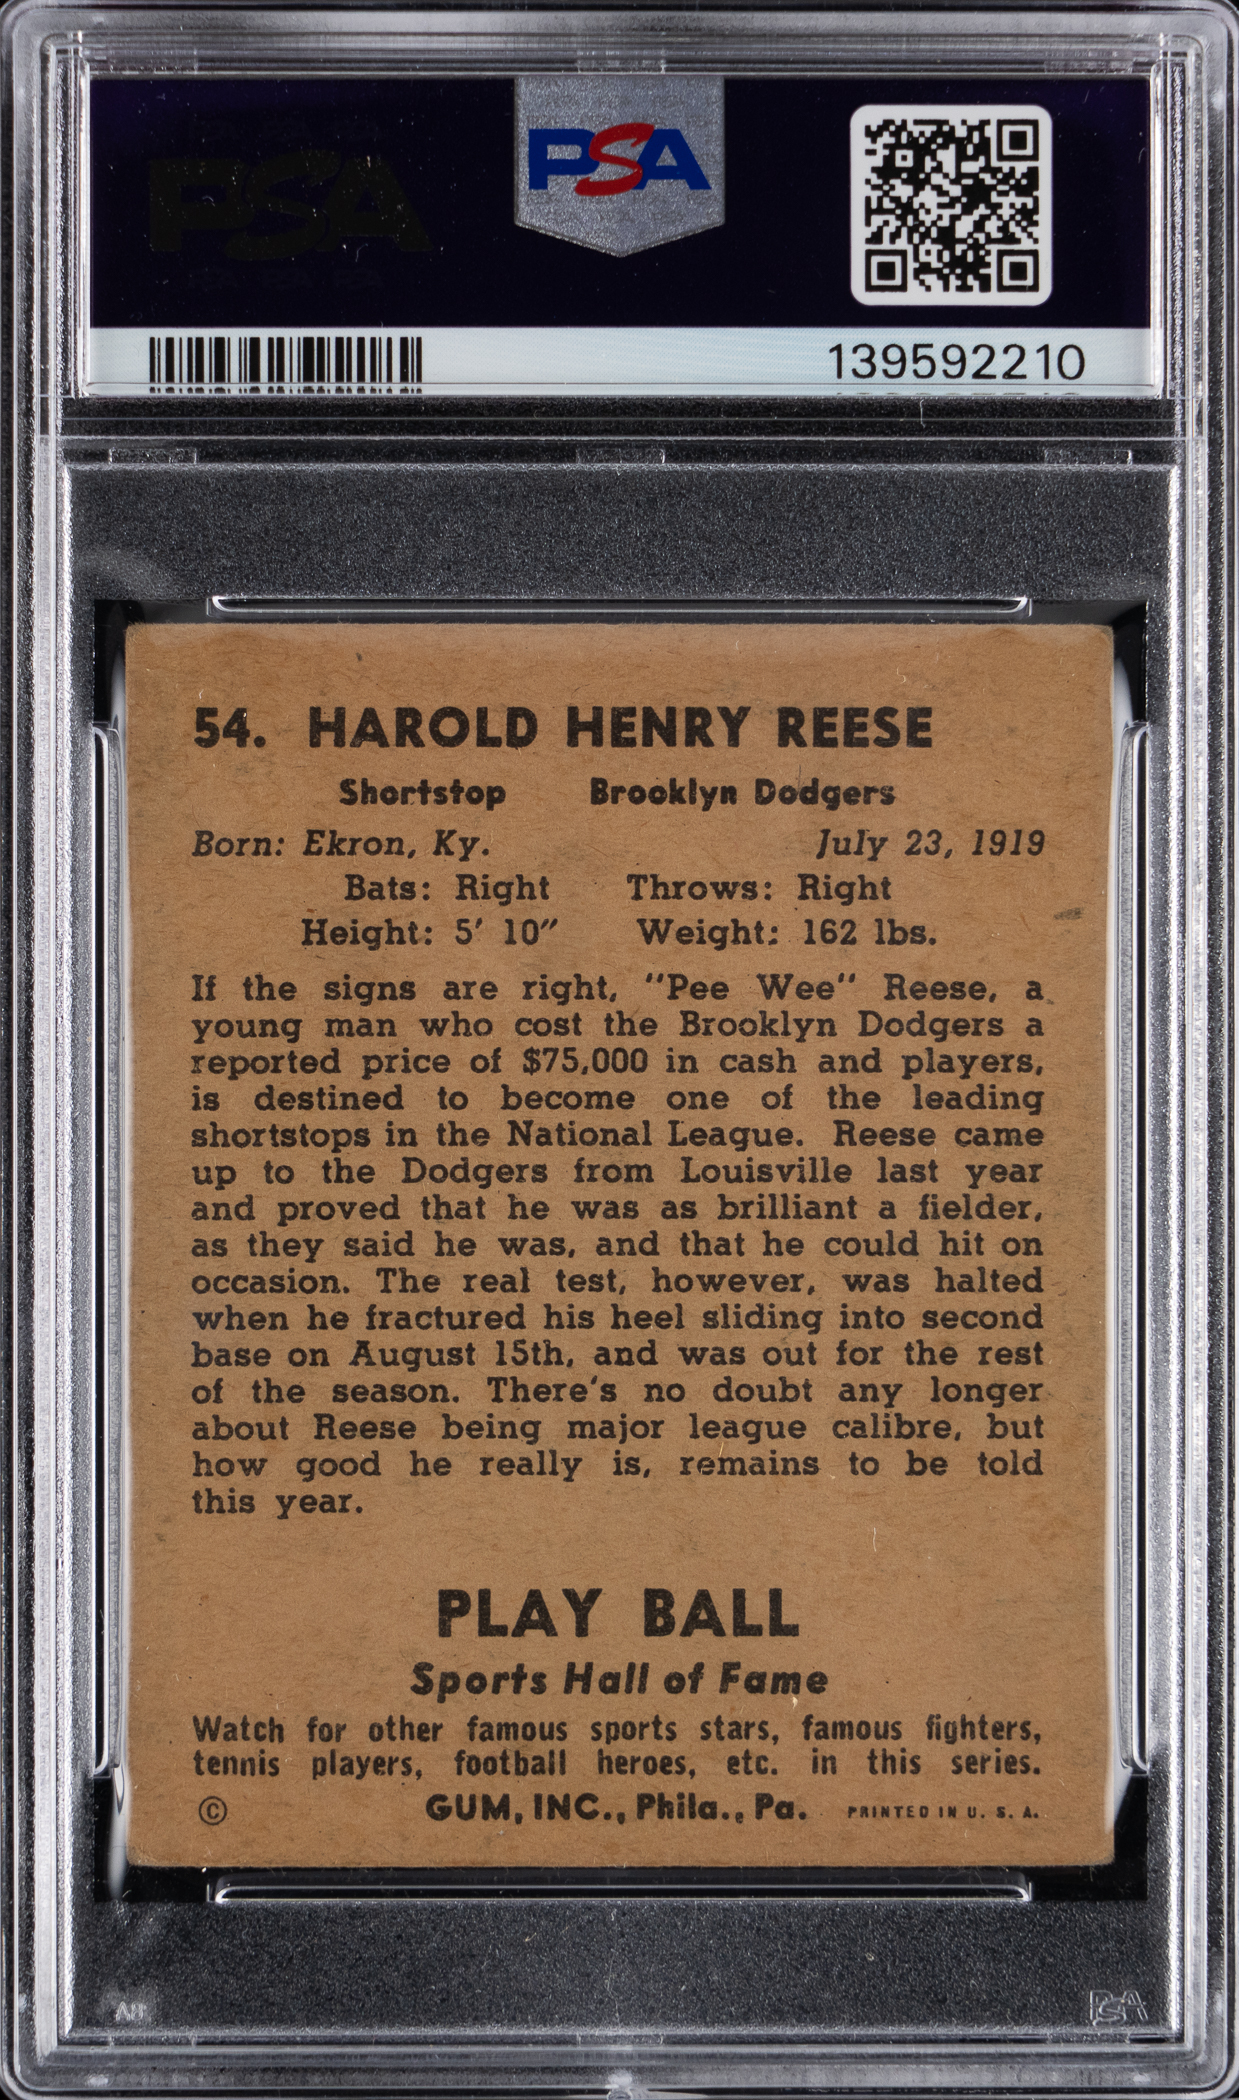 PSA
PSA
139592210
54. HAROLD HENRY REESE
Shortstop Brooklyn Dodgers
Born: Ekron, Ky. July 23, 1919
Bats: Right Throws: Right
Height: 5' 10" Weight: 162 lbs.
If the signs are right, "Pee Wee" Reese, a
young man who cost the Brooklyn Dodgers a
reported price of $75,000 in cash and players,
is destined to become one of the leading
shortstops in the National League. Reese came
up to the Dodgers from Louisville last year
and proved that he was as brilliant a fielder,
as they said he was, and that he could hit on
occasion. The real test, however, was halted
when he fractured his heel sliding into second
base on August 15th, and was out for the rest
of the season. There's no doubt any longer
about Reese being major league calibre, but
how good he really is, remains to be told
this year.
PLAY BALL
Sports Hall of Fame
Watch for other famous sports stars, famous fighters,
tennis players, football heroes, etc. in this series.
© GUM, INC., Phila., Pa. PRINTED IN U. S. A.
PSA